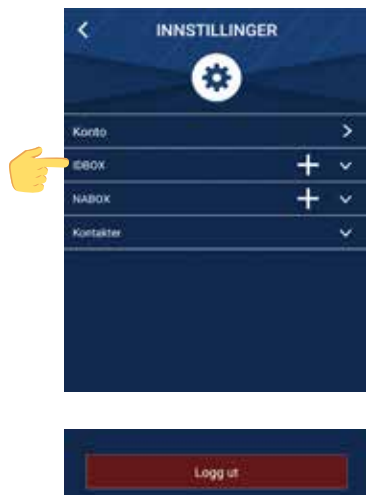 INNSTILLINGER
Konto
IDBOX
NABOX
Kontakter
Logg ut